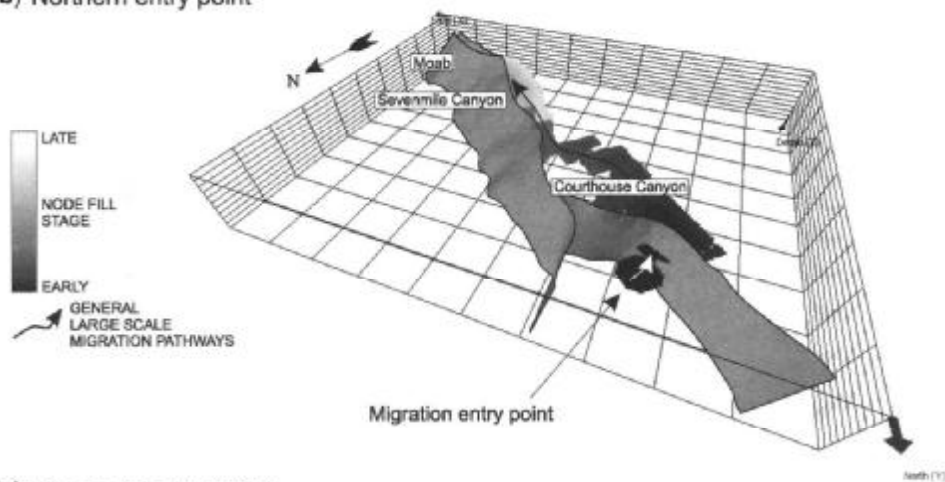 b) Northern entry point
N
Moab
Sevenmile Canyon
Courthouse Canyon
LATE
NODE FILL
STAGE
EARLY
GENERAL
LARGE SCALE
MIGRATION PATHWAYS
Migration entry point
North (Y)